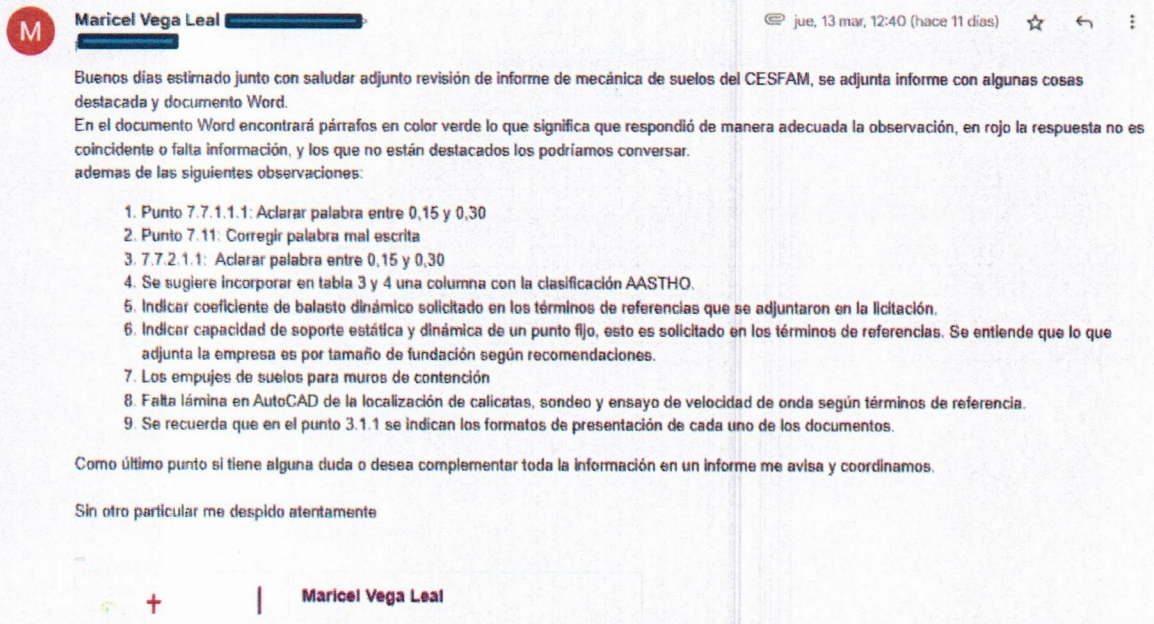 M
Maricel Vega Leal
jue, 13 mar, 12:40 (hace 11 días)
Buenos días estimado junto con saludar adjunto revisión de informe de mecánica de suelos del CESFAM, se adjunta informe con algunas cosas
destacada y documento Word.
En el documento Word encontrará párrafos en color verde lo que significa que respondió de manera adecuada la observación, en rojo la respuesta no es
coincidente o falta información, y los que no están destacados los podríamos conversar.
ademas de las siguientes observaciones:
1. Punto 7.7.1.1.1: Aclarar palabra entre 0,15 y 0,30
2. Punto 7.11: Corregir palabra mal escrita
3. 7.7.2.1.1: Aclarar palabra entre 0,15 y 0,30
4. Se sugiere incorporar en tabla 3 y 4 una columna con la clasificación AASTHO.
5. Indicar coeficiente de balasto dinámico solicitado en los términos de referencias que se adjuntaron en la licitación.
6. Indicar capacidad de soporte estática y dinámica de un punto fijo, esto es solicitado en los términos de referencias. Se entiende que lo que
adjunta la empresa es por tamaño de fundación según recomendaciones.
7. Los empujes de suelos para muros de contención
8. Falta lámina en AutoCAD de la localización de calicatas, sondeo y ensayo de velocidad de onda según términos de referencia.
9. Se recuerda que en el punto 3.1.1 se indican los formatos de presentación de cada uno de los documentos.
Como último punto si tiene alguna duda o desea complementar toda la información en un informe me avisa y coordinamos.
Sin otro particular me despido atentamente
Maricel Vega Leal